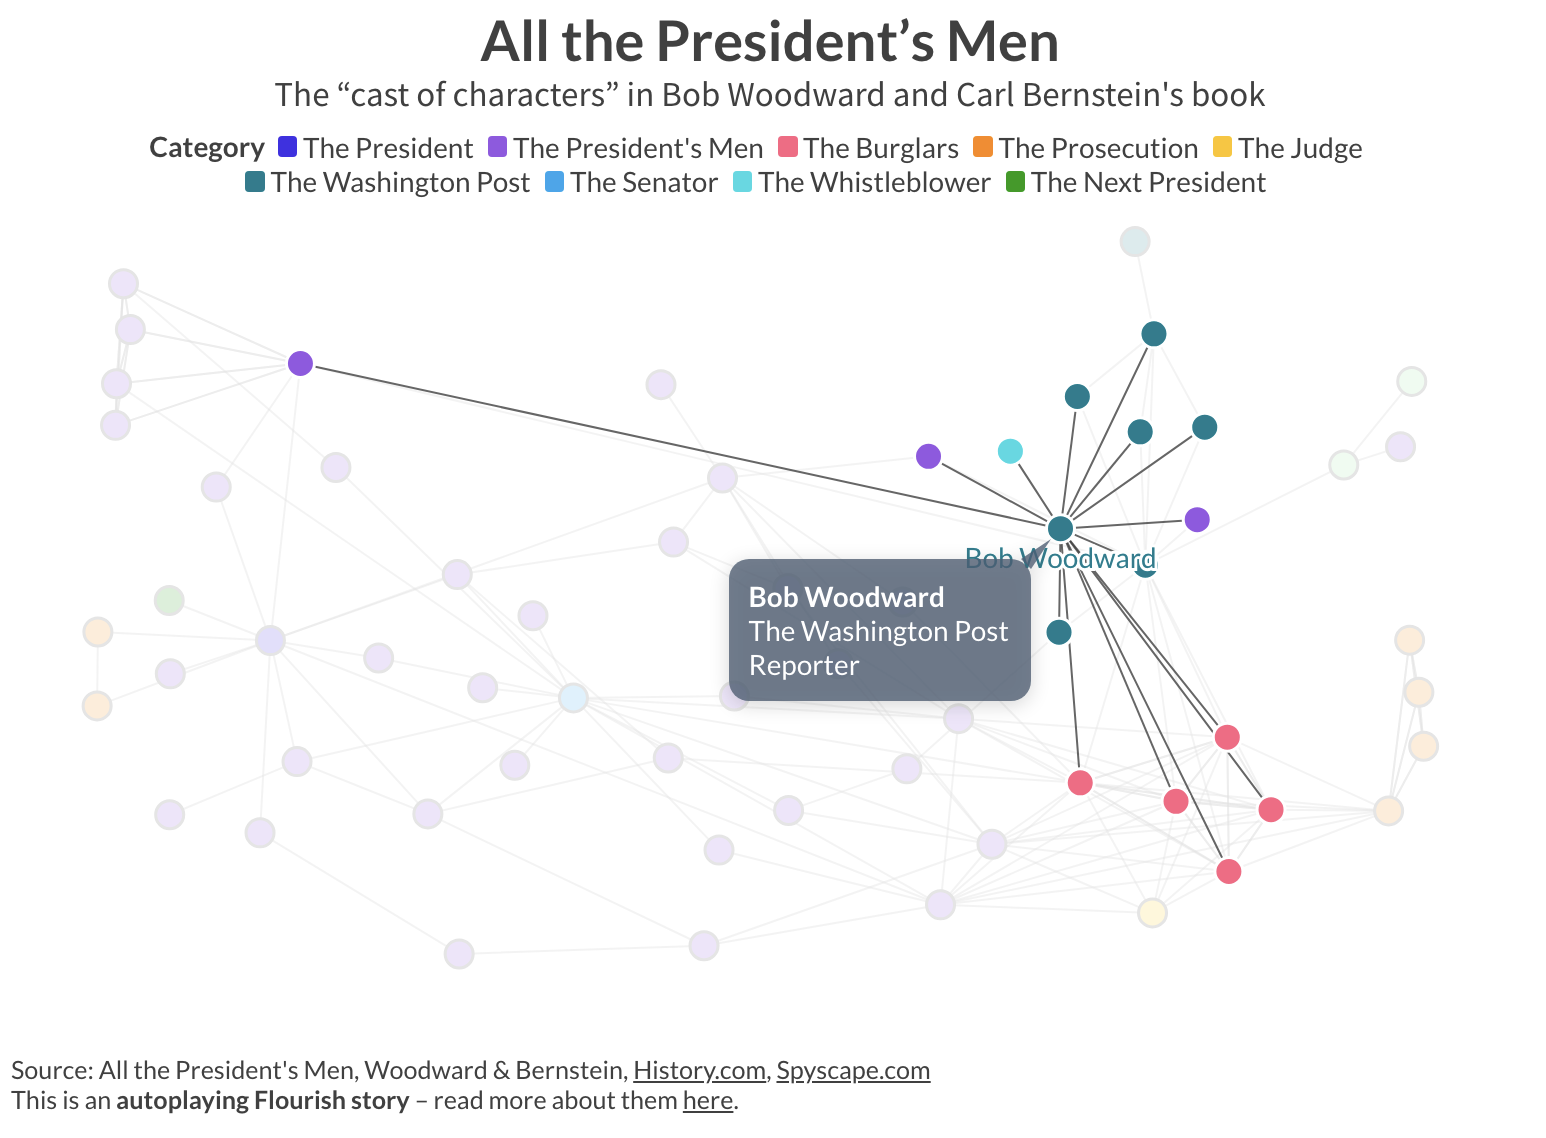 All the President’s Men
The “cast of characters” in Bob Woodward and Carl Bernstein's book
Category The President The President's Men The Burglars The Prosecution The Judge
The Washington Post The Senator The Whistleblower The Next President
Bob Woodward
Bob Woodward
The Washington Post
Reporter
Source: All the President's Men, Woodward & Bernstein, History.com, Spyscape.com
This is an autoplaying Flourish story – read more about them here.